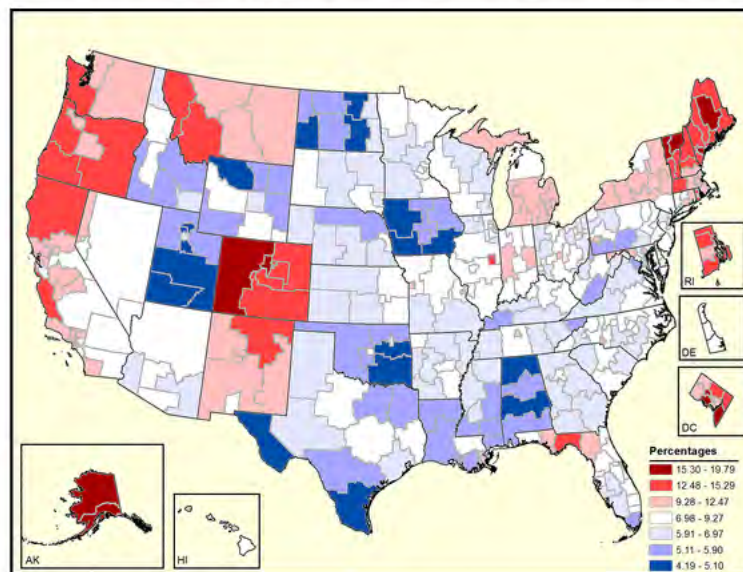 RI
DE
DC
AK
HI
Percentages
15.30 - 19.79
12.48 - 15.29
9.28 - 12.47
6.98 - 9.27
5.91 - 6.97
5.11 - 5.90
4.19 - 5.10